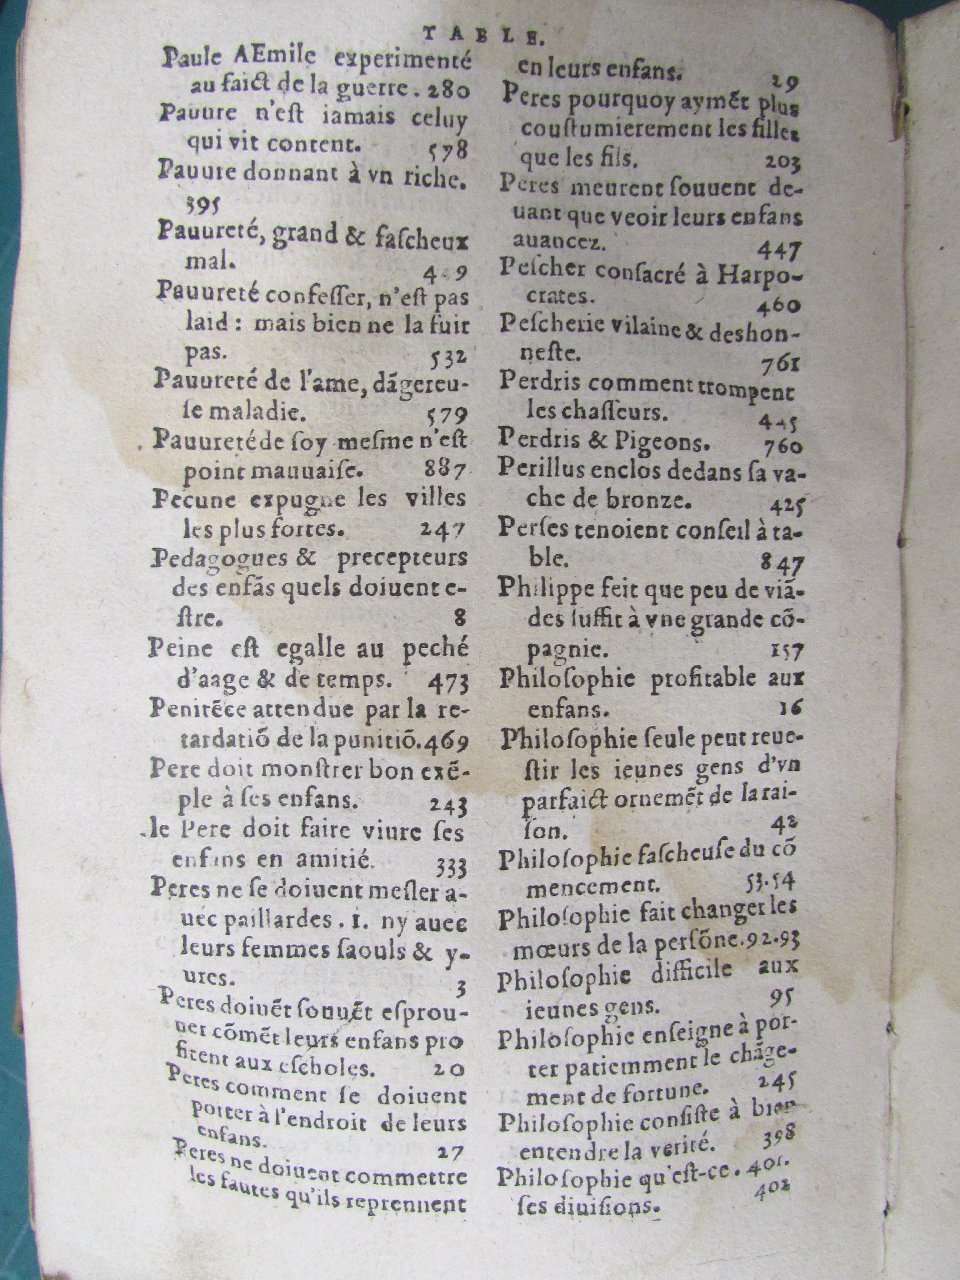 TABLE.
Paule AEmile experimenté
au faict de la guerre. 280
Pauure n'est iamais celuy
qui vit content. 578
Pauure donnant à vn riche.
395
Pauureté, grand & fascheux
mal.
Pauureté confesser, n'est pas
laid : mais bien ne la fuit
pas. 532
Pauureté de l'ame, dãgereu-
se maladie. 579
Pauureté de soy mesme n'est
point mauuaise. 887
Pecune expugne les villes
les plus fortes. 247
Pedagogues & precepteurs
des enfãs quels doiuent e-
stre. 8
Peine est egalle au peché
d'aage & de temps. 473
Penitẽce attendue par la re-
tardatiõ de la punitiõ. 469
Pere doit monstrer bon exẽ-
ple à ses enfans. 243
le Pere doit faire viure ses
enfans en amitié. 333
Peres ne se doiuent mesler a-
uec paillardes. 1. ny auec
leurs femmes saouls & y-
ures. 3
Peres doiuẽt souuẽt esprou-
uer cõmẽt leurs enfans pro
fitent aux escholes. 20
Peres comment se doiuent
porter à l'endroit de leurs
enfans. 27
Peres ne doiuent commettre
les fautes qu'ils reprennent
en leurs enfans. 29
Peres pourquoy aymẽt plus
coustumierement les filles
que les fils. 203
Peres meurent souuent de-
uant que veoir leurs enfans
auancez. 447
Pescher consacré à Harpo-
crates. 460
Pescherie vilaine & deshon-
neste. 761
Perdris comment trompent
les chasseurs. 445
Perdris & Pigeons. 760
Perillus enclos dedans sa va-
che de bronze. 425
Perses tenoient conseil à ta-
ble. 847
Philippe feit que peu de viã-
des suffit à vne grande cõ-
pagnie. 157
Philosophie profitable aux
enfans. 16
Philosophie seule peut reue-
stir les ieunes gens d'vn
parfaict ornemẽt de la rai-
son. 42
Philosophie fascheuse du cõ
mencement. 53.54
Philosophie fait changer les
mœurs de la persõne. 92.93
Philosophie difficile aux
ieunes gens. 95
Philosophie enseigne à por-
ter patiemment le chãge-
ment de fortune. 245
Philosophie consiste à bien
entendre la verité. 398
Philosophie qu'est-ce. 401.
ses diuisions. 402